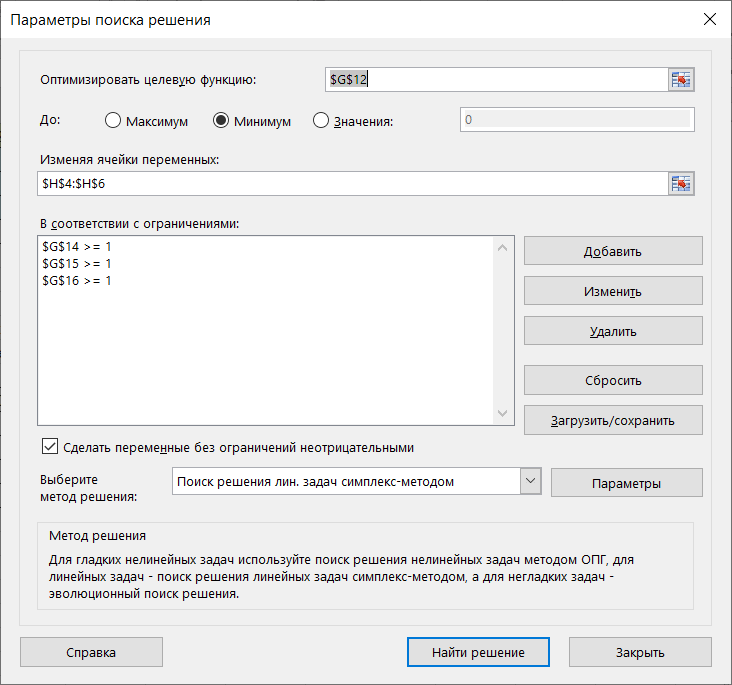 Параметры поиска решения
Оптимизировать целевую функцию:
$G$12
До:
Максимум
Минимум
Значения:
0
Изменяя ячейки переменных:
$H$4:$H$6
В соответствии с ограничениями:
$G$14 >= 1
$G$15 >= 1
$G$16 >= 1
Добавить
Изменить
Удалить
Сбросить
Загрузить/сохранить
Сделать переменные без ограничений неотрицательными
Выберите
метод решения:
Поиск решения лин. задач симплекс-методом
Параметры
Метод решения
Для гладких нелинейных задач используйте поиск решения нелинейных задач методом ОПГ, для
линейных задач - поиск решения линейных задач симплекс-методом, а для негладких задач -
эволюционный поиск решения.
Справка
Найти решение
Закрыть